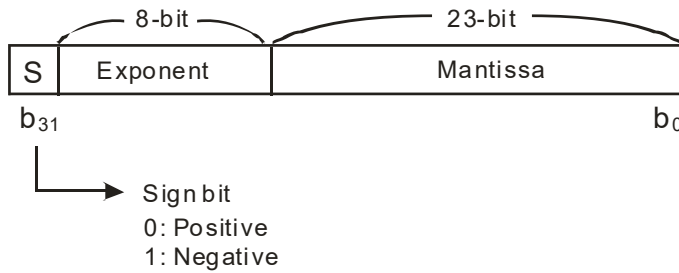 8-bit 23-bit
S Exponent Mantissa
b31 b0
Sign bit
0: Positive
1: Negative